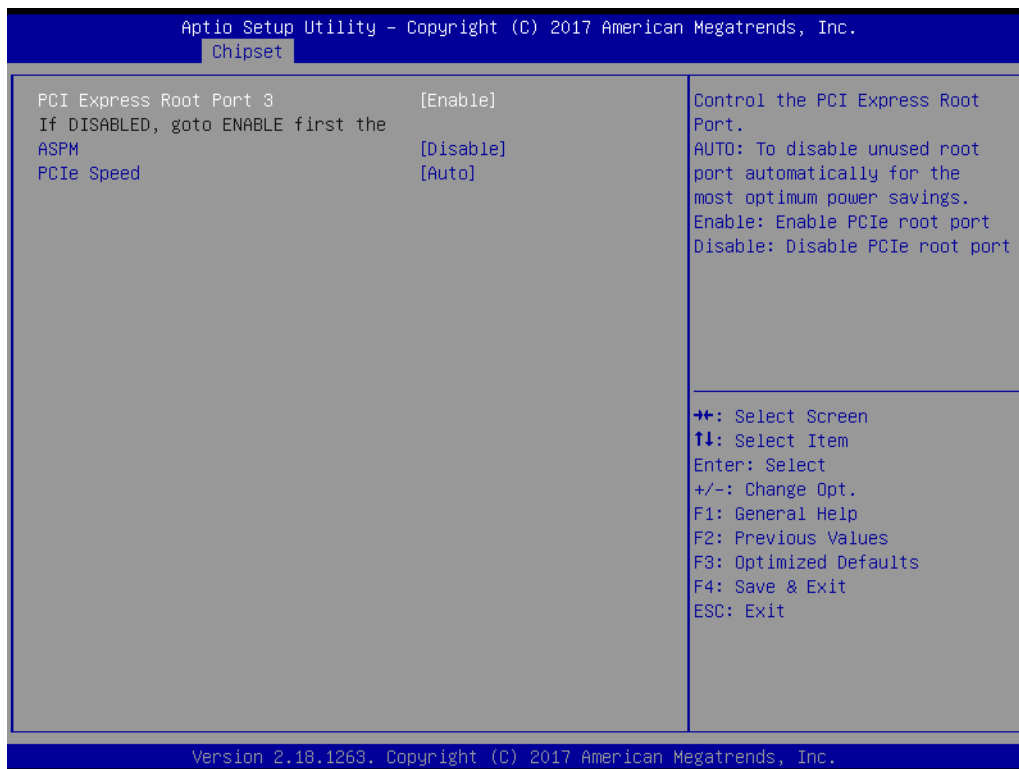 Aptio Setup Utility – Copyright (C) 2017 American Megatrends, Inc.
Chipset
PCI Express Root Port 3 [Enable]
If DISABLED, goto ENABLE first the
ASPM [Disable]
PCIe Speed [Auto]
Control the PCI Express Root
Port.
AUTO: To disable unused root
port automatically for the
most optimum power savings.
Enable: Enable PCIe root port
Disable: Disable PCIe root port
→←: Select Screen
↑↓: Select Item
Enter: Select
+/-: Change Opt.
F1: General Help
F2: Previous Values
F3: Optimized Defaults
F4: Save & Exit
ESC: Exit
Version 2.18.1263. Copyright (C) 2017 American Megatrends, Inc.